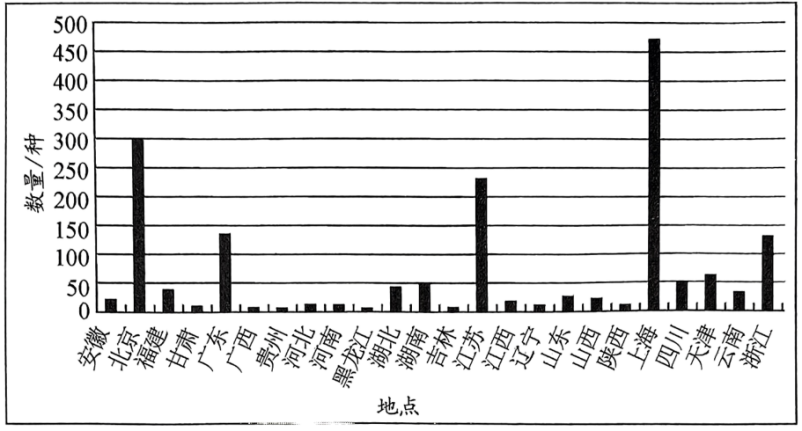 500
450
400
350
300
250
200
150
100
50
0
数量/种
安徽
北京
福建
甘肃
广东
广西
贵州
河北
河南
黑龙江
湖北
湖南
吉林
江苏
江西
辽宁
山东
山西
陕西
上海
四川
天津
云南
浙江
地点